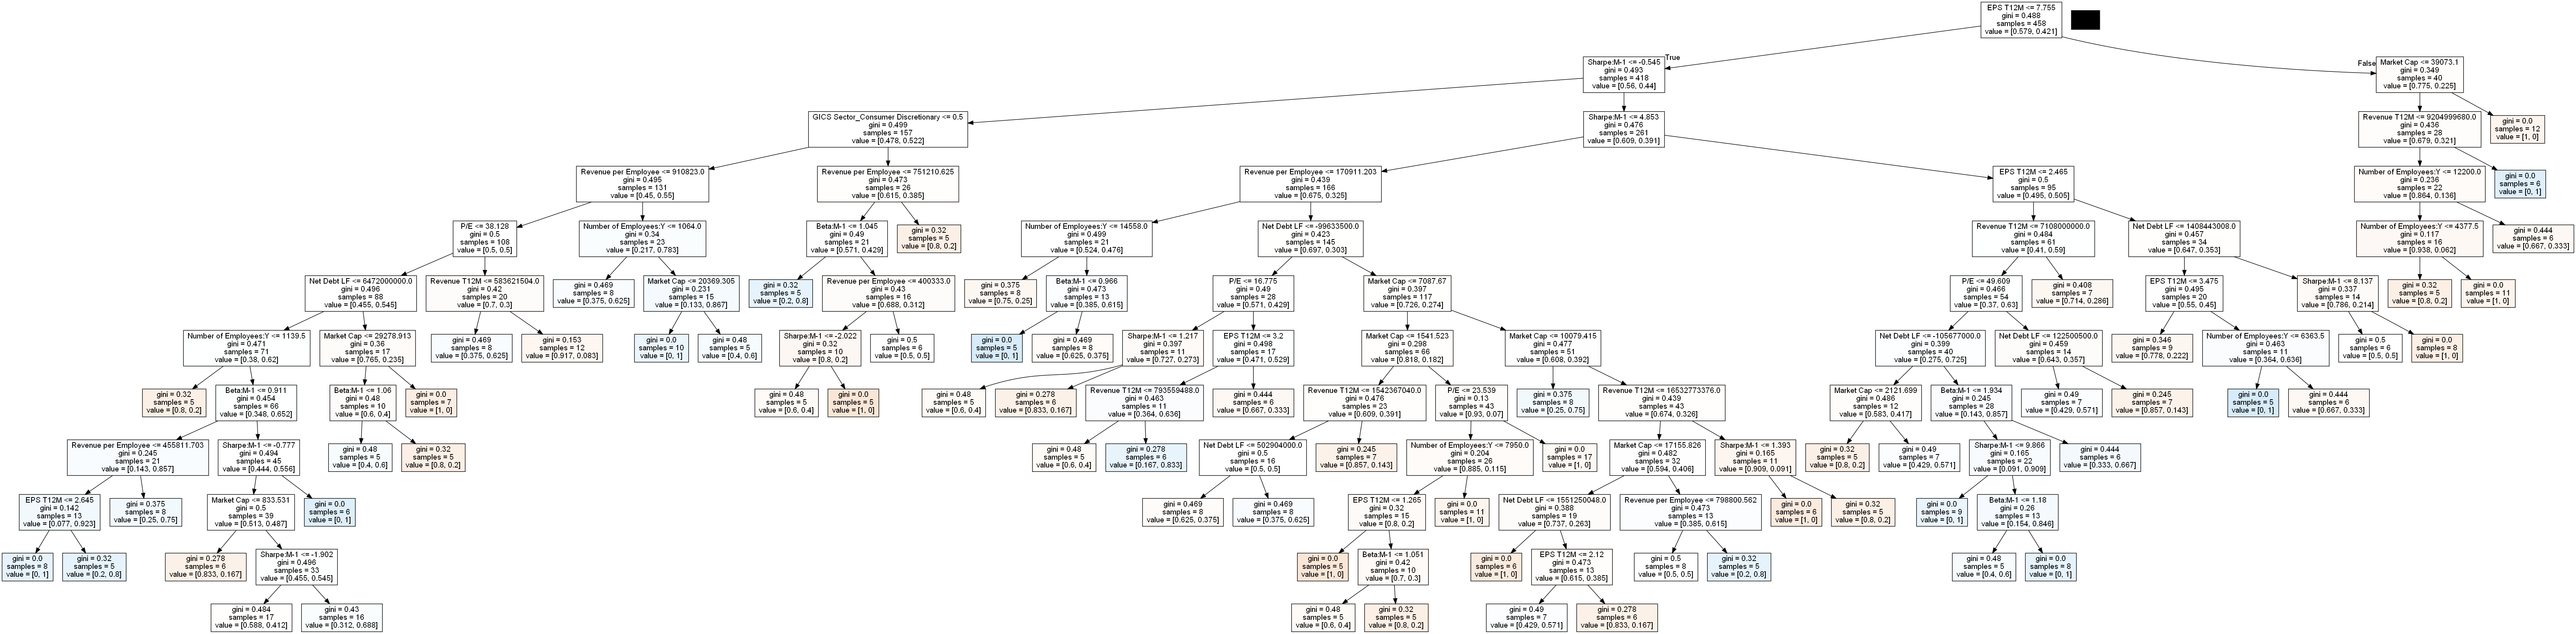 EPS T12M <= 7.755
gini = 0.488
samples = 458
value = [0.579, 0.421]
True
False
Sharpe:M-1 <= -0.545
gini = 0.493
samples = 418
value = [0.56, 0.44]
Market Cap <= 39073.1
gini = 0.349
samples = 40
value = [0.775, 0.225]
GICS Sector_Consumer Discretionary <= 0.5
gini = 0.499
samples = 157
value = [0.478, 0.522]
Sharpe:M-1 <= 4.853
gini = 0.476
samples = 261
value = [0.609, 0.391]
Revenue T12M <= 9204999680.0
gini = 0.436
samples = 28
value = [0.679, 0.321]
gini = 0.0
samples = 12
value = [1, 0]
Revenue per Employee <= 910823.0
gini = 0.495
samples = 131
value = [0.45, 0.55]
Revenue per Employee <= 751210.625
gini = 0.473
samples = 26
value = [0.615, 0.385]
Revenue per Employee <= 170911.203
gini = 0.439
samples = 166
value = [0.675, 0.325]
EPS T12M <= 2.465
gini = 0.5
samples = 95
value = [0.495, 0.505]
Number of Employees:Y <= 12200.0
gini = 0.236
samples = 22
value = [0.864, 0.136]
gini = 0.0
samples = 6
value = [0, 1]
P/E <= 38.128
gini = 0.5
samples = 108
value = [0.5, 0.5]
Number of Employees:Y <= 1064.0
gini = 0.34
samples = 23
value = [0.217, 0.783]
Beta:M-1 <= 1.045
gini = 0.49
samples = 21
value = [0.571, 0.429]
gini = 0.32
samples = 5
value = [0.8, 0.2]
Number of Employees:Y <= 14558.0
gini = 0.499
samples = 21
value = [0.524, 0.476]
Net Debt LF <= -99633500.0
gini = 0.423
samples = 145
value = [0.697, 0.303]
Revenue T12M <= 7108000000.0
gini = 0.484
samples = 61
value = [0.41, 0.59]
Net Debt LF <= 1408443008.0
gini = 0.457
samples = 34
value = [0.647, 0.353]
Number of Employees:Y <= 4377.5
gini = 0.117
samples = 16
value = [0.938, 0.062]
gini = 0.444
samples = 6
value = [0.667, 0.333]
Net Debt LF <= 6472000000.0
gini = 0.496
samples = 88
value = [0.455, 0.545]
Revenue T12M <= 583621504.0
gini = 0.42
samples = 20
value = [0.7, 0.3]
gini = 0.469
samples = 8
value = [0.375, 0.625]
Market Cap <= 20369.305
gini = 0.231
samples = 15
value = [0.133, 0.867]
gini = 0.32
samples = 5
value = [0.2, 0.8]
Revenue per Employee <= 400333.0
gini = 0.43
samples = 16
value = [0.688, 0.312]
gini = 0.375
samples = 8
value = [0.75, 0.25]
Beta:M-1 <= 0.966
gini = 0.473
samples = 13
value = [0.385, 0.615]
P/E <= 16.775
gini = 0.49
samples = 28
value = [0.571, 0.429]
Market Cap <= 7087.67
gini = 0.397
samples = 117
value = [0.726, 0.274]
P/E <= 49.609
gini = 0.466
samples = 54
value = [0.37, 0.63]
gini = 0.408
samples = 7
value = [0.714, 0.286]
EPS T12M <= 3.475
gini = 0.495
samples = 20
value = [0.55, 0.45]
Sharpe:M-1 <= 8.137
gini = 0.337
samples = 14
value = [0.786, 0.214]
gini = 0.32
samples = 5
value = [0.8, 0.2]
gini = 0.0
samples = 11
value = [1, 0]
Number of Employees:Y <= 1139.5
gini = 0.471
samples = 71
value = [0.38, 0.62]
Market Cap <= 29278.913
gini = 0.36
samples = 17
value = [0.765, 0.235]
gini = 0.469
samples = 8
value = [0.375, 0.625]
gini = 0.153
samples = 12
value = [0.917, 0.083]
gini = 0.0
samples = 10
value = [0, 1]
gini = 0.48
samples = 5
value = [0.4, 0.6]
Sharpe:M-1 <= -2.022
gini = 0.32
samples = 10
value = [0.8, 0.2]
gini = 0.5
samples = 6
value = [0.5, 0.5]
gini = 0.0
samples = 5
value = [0, 1]
gini = 0.469
samples = 8
value = [0.625, 0.375]
Sharpe:M-1 <= 1.217
gini = 0.397
samples = 11
value = [0.727, 0.273]
EPS T12M <= 3.2
gini = 0.498
samples = 17
value = [0.471, 0.529]
Market Cap <= 1541.523
gini = 0.298
samples = 66
value = [0.818, 0.182]
Market Cap <= 10079.415
gini = 0.477
samples = 51
value = [0.608, 0.392]
Net Debt LF <= -105677000.0
gini = 0.399
samples = 40
value = [0.275, 0.725]
Net Debt LF <= 122500500.0
gini = 0.459
samples = 14
value = [0.643, 0.357]
gini = 0.346
samples = 9
value = [0.778, 0.222]
Number of Employees:Y <= 6363.5
gini = 0.463
samples = 11
value = [0.364, 0.636]
gini = 0.5
samples = 6
value = [0.5, 0.5]
gini = 0.0
samples = 8
value = [1, 0]
gini = 0.32
samples = 5
value = [0.8, 0.2]
Beta:M-1 <= 0.911
gini = 0.454
samples = 66
value = [0.348, 0.652]
Beta:M-1 <= 1.06
gini = 0.48
samples = 10
value = [0.6, 0.4]
gini = 0.0
samples = 7
value = [1, 0]
gini = 0.48
samples = 5
value = [0.6, 0.4]
gini = 0.0
samples = 5
value = [1, 0]
gini = 0.48
samples = 5
value = [0.6, 0.4]
gini = 0.278
samples = 6
value = [0.833, 0.167]
Revenue T12M <= 793559488.0
gini = 0.463
samples = 11
value = [0.364, 0.636]
gini = 0.444
samples = 6
value = [0.667, 0.333]
Revenue T12M <= 1542367040.0
gini = 0.476
samples = 23
value = [0.609, 0.391]
P/E <= 23.539
gini = 0.13
samples = 43
value = [0.93, 0.07]
gini = 0.375
samples = 8
value = [0.25, 0.75]
Revenue T12M <= 16532773376.0
gini = 0.439
samples = 43
value = [0.674, 0.326]
Market Cap <= 2121.699
gini = 0.486
samples = 12
value = [0.583, 0.417]
Beta:M-1 <= 1.934
gini = 0.245
samples = 28
value = [0.143, 0.857]
gini = 0.49
samples = 7
value = [0.429, 0.571]
gini = 0.245
samples = 7
value = [0.857, 0.143]
gini = 0.0
samples = 5
value = [0, 1]
gini = 0.444
samples = 6
value = [0.667, 0.333]
Revenue per Employee <= 455811.703
gini = 0.245
samples = 21
value = [0.143, 0.857]
Sharpe:M-1 <= -0.777
gini = 0.494
samples = 45
value = [0.444, 0.556]
gini = 0.48
samples = 5
value = [0.4, 0.6]
gini = 0.32
samples = 5
value = [0.8, 0.2]
gini = 0.48
samples = 5
value = [0.6, 0.4]
gini = 0.278
samples = 6
value = [0.167, 0.833]
Net Debt LF <= 502904000.0
gini = 0.5
samples = 16
value = [0.5, 0.5]
gini = 0.245
samples = 7
value = [0.857, 0.143]
Number of Employees:Y <= 7950.0
gini = 0.204
samples = 26
value = [0.885, 0.115]
gini = 0.0
samples = 17
value = [1, 0]
Market Cap <= 17155.826
gini = 0.482
samples = 32
value = [0.594, 0.406]
Sharpe:M-1 <= 1.393
gini = 0.165
samples = 11
value = [0.909, 0.091]
gini = 0.32
samples = 5
value = [0.8, 0.2]
gini = 0.49
samples = 7
value = [0.429, 0.571]
Sharpe:M-1 <= 9.866
gini = 0.165
samples = 22
value = [0.091, 0.909]
gini = 0.444
samples = 6
value = [0.333, 0.667]
EPS T12M <= 2.645
gini = 0.142
samples = 13
value = [0.077, 0.923]
gini = 0.375
samples = 8
value = [0.25, 0.75]
Market Cap <= 833.531
gini = 0.5
samples = 39
value = [0.513, 0.487]
gini = 0.0
samples = 6
value = [0, 1]
gini = 0.469
samples = 8
value = [0.625, 0.375]
gini = 0.469
samples = 8
value = [0.375, 0.625]
EPS T12M <= 1.265
gini = 0.32
samples = 15
value = [0.8, 0.2]
gini = 0.0
samples = 11
value = [1, 0]
Net Debt LF <= 1551250048.0
gini = 0.388
samples = 19
value = [0.737, 0.263]
Revenue per Employee <= 798800.562
gini = 0.473
samples = 13
value = [0.385, 0.615]
gini = 0.0
samples = 6
value = [1, 0]
gini = 0.32
samples = 5
value = [0.8, 0.2]
gini = 0.0
samples = 9
value = [0, 1]
Beta:M-1 <= 1.18
gini = 0.26
samples = 13
value = [0.154, 0.846]
gini = 0.0
samples = 8
value = [0, 1]
gini = 0.32
samples = 5
value = [0.2, 0.8]
gini = 0.278
samples = 6
value = [0.833, 0.167]
Sharpe:M-1 <= -1.902
gini = 0.496
samples = 33
value = [0.455, 0.545]
gini = 0.0
samples = 5
value = [1, 0]
Beta:M-1 <= 1.051
gini = 0.42
samples = 10
value = [0.7, 0.3]
gini = 0.0
samples = 6
value = [1, 0]
EPS T12M <= 2.12
gini = 0.473
samples = 13
value = [0.615, 0.385]
gini = 0.5
samples = 8
value = [0.5, 0.5]
gini = 0.32
samples = 5
value = [0.2, 0.8]
gini = 0.48
samples = 5
value = [0.4, 0.6]
gini = 0.0
samples = 8
value = [0, 1]
gini = 0.484
samples = 17
value = [0.588, 0.412]
gini = 0.43
samples = 16
value = [0.312, 0.688]
gini = 0.48
samples = 5
value = [0.6, 0.4]
gini = 0.32
samples = 5
value = [0.8, 0.2]
gini = 0.49
samples = 7
value = [0.429, 0.571]
gini = 0.278
samples = 6
value = [0.833, 0.167]